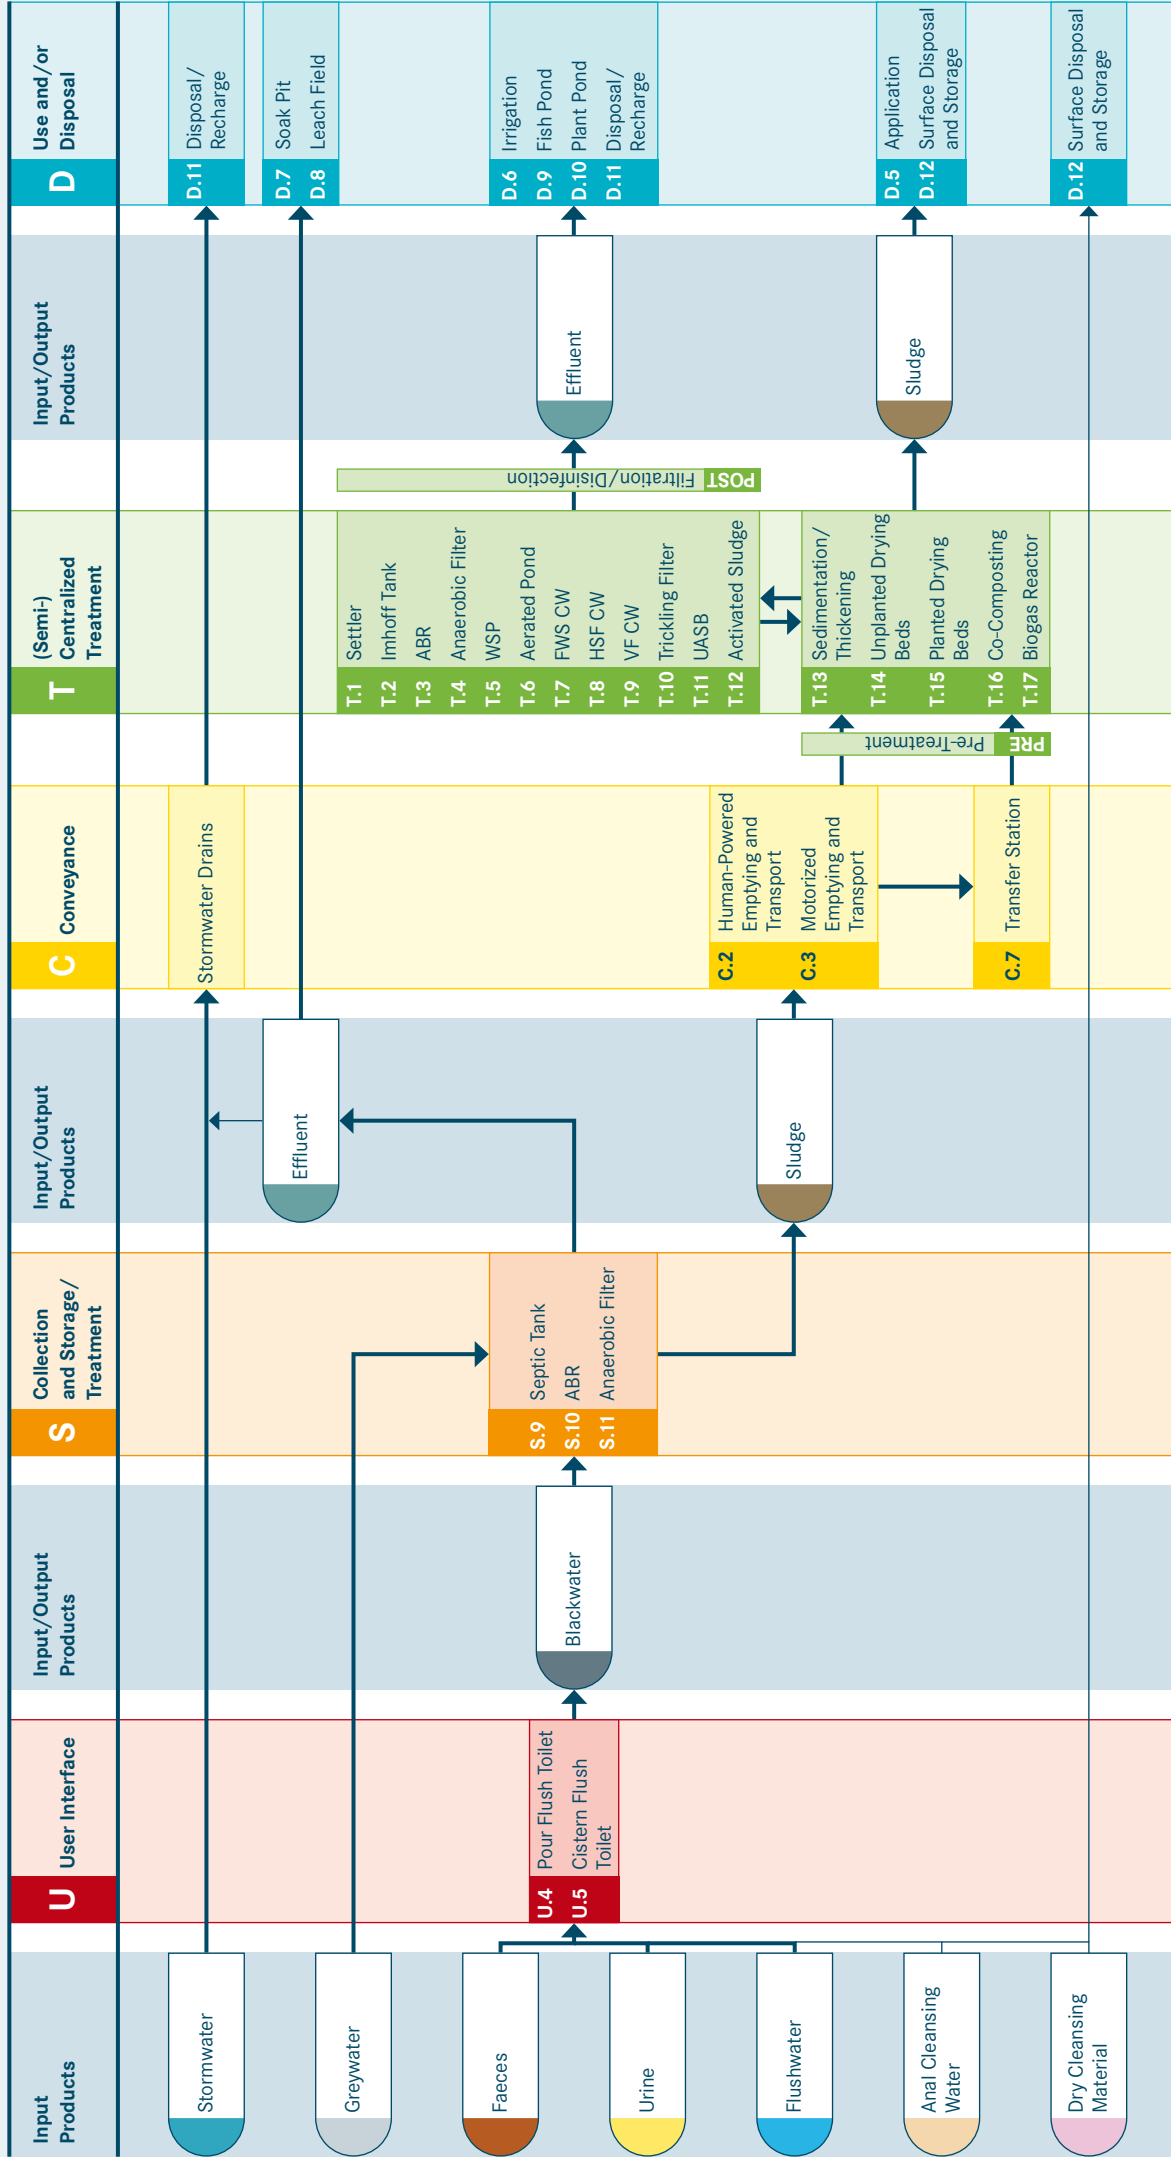 Input
Products
U
User Interface
Input/Output
Products
S
Collection
and Storage/
Treatment
Input/Output
Products
C
Conveyance
T
(Semi-)
Centralized
Treatment
Input/Output
Products
D
Use and/or
Disposal
Stormwater
Greywater
Faeces
Urine
Flushwater
Anal Cleansing
Water
Dry Cleansing
Material
U.4 Pour Flush Toilet
U.5 Cistern Flush
Toilet
Blackwater
S.9 Septic Tank
S.10 ABR
S.11 Anaerobic Filter
Effluent
Sludge
Stormwater Drains
C.2 Human-Powered
Emptying and
Transport
C.3 Motorized
Emptying and
Transport
C.7 Transfer Station
PRE Pre-Treatment
T.1 Settler
T.2 Imhoff Tank
T.3 ABR
T.4 Anaerobic Filter
T.5 WSP
T.6 Aerated Pond
T.7 FWS CW
T.8 HSF CW
T.9 VF CW
T.10 Trickling Filter
T.11 UASB
T.12 Activated Sludge
T.13 Sedimentation/
Thickening
T.14 Unplanted Drying
Beds
T.15 Planted Drying
Beds
T.16 Co-Composting
T.17 Biogas Reactor
POST Filtration/Disinfection
Effluent
Sludge
D.11 Disposal/
Recharge
D.7 Soak Pit
D.8 Leach Field
D.6 Irrigation
D.9 Fish Pond
D.10 Plant Pond
D.11 Disposal/
Recharge
D.5 Application
D.12 Surface Disposal
and Storage
D.12 Surface Disposal
and Storage